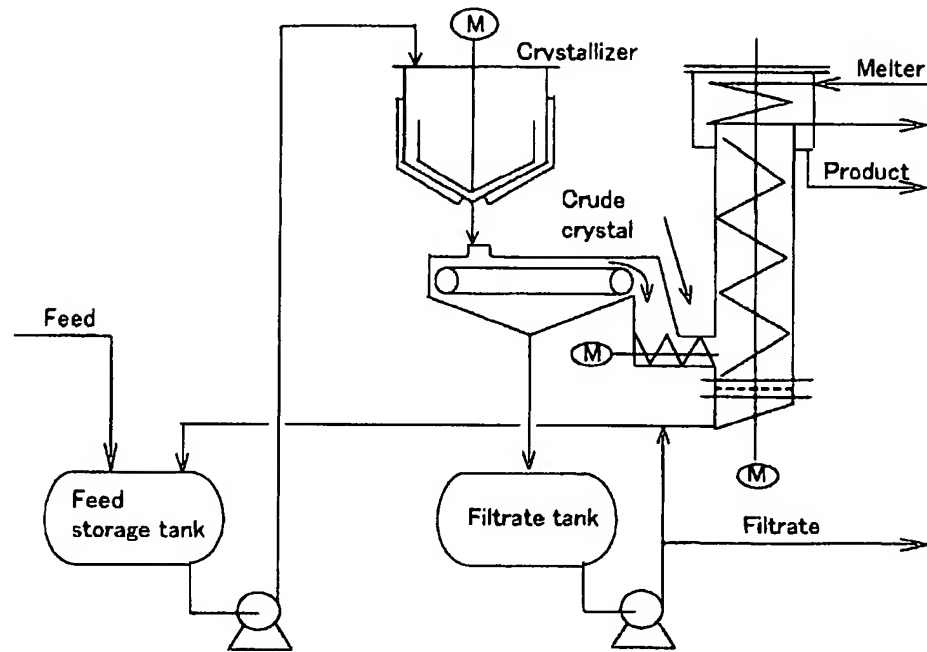 M
Crystallizer
Melter
Product
Crude
crystal
Feed
M
M
Feed
storage tank
Filtrate tank
Filtrate